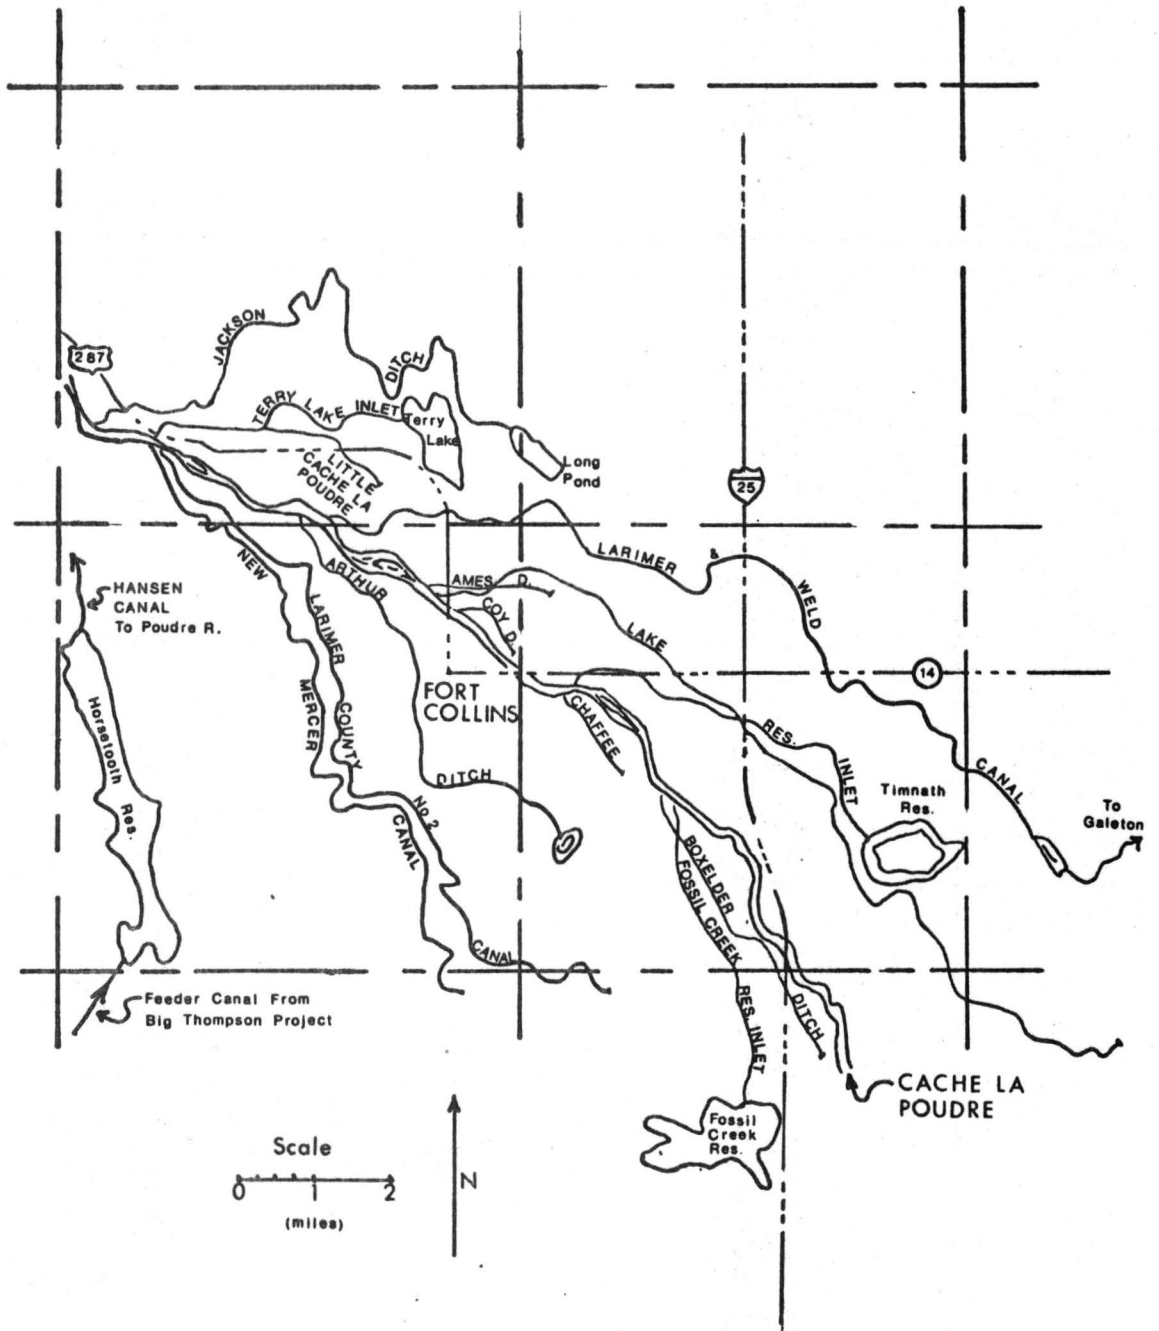 JACKSON
DITCH
287
TERRY LAKE INLET
Terry
Lake
Long
Pond
LITTLE
CACHE LA
POUDRE
25
HANSEN
CANAL
To Poudre R.
NEW
MERCER
CANAL
LARIMER
COUNTY
No 2
CANAL
ARTHUR
DITCH
AMES D.
COY D.
LARIMER
&
WELD
CANAL
LAKE
RES.
INLET
14
FORT
COLLINS
CHAFFEE
Horsetooth
Res.
Timnath
Res.
To
Galeton
BOXELDER
DITCH
FOSSIL CREEK
RES. INLET
Feeder Canal From
Big Thompson Project
CACHE LA
POUDRE
Fossil
Creek
Res.
Scale
0 1 2
(miles)
N